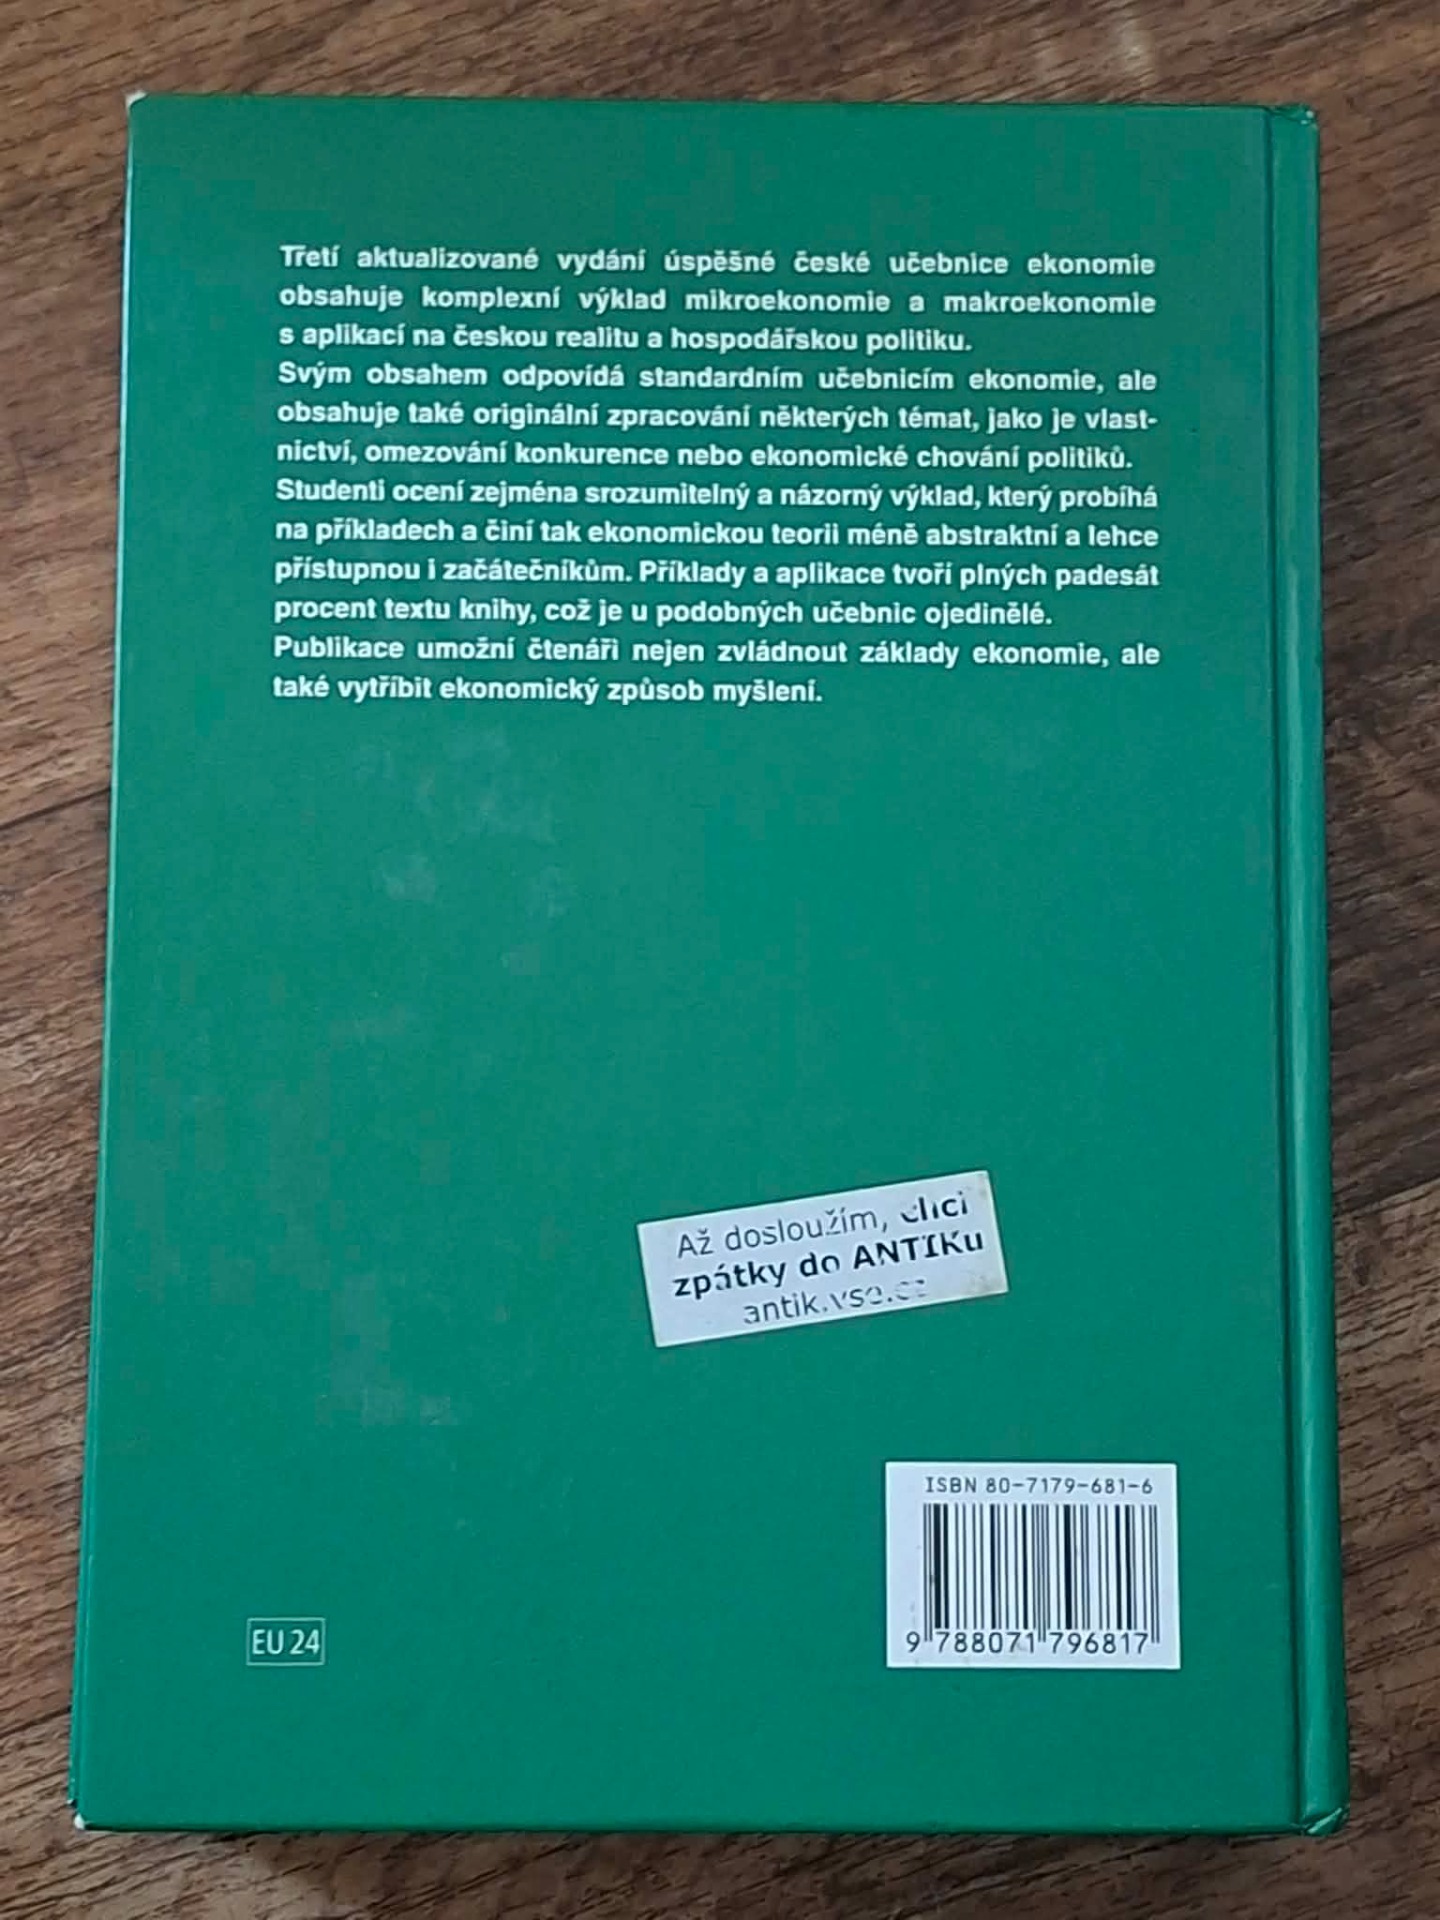 Třetí aktualizované vydání úspěšné české učebnice ekonomie
obsahuje komplexní výklad mikroekonomie a makroekonomie
s aplikací na českou realitu a hospodářskou politiku.
Svým obsahem odpovídá standardním učebnicím ekonomie, ale
obsahuje také originální zpracování některých témat, jako je vlast-
nictví, omezování konkurence nebo ekonomické chování politiků.
Studenti ocení zejména srozumitelný a názorný výklad, který probíhá
na příkladech a činí tak ekonomickou teorii méně abstraktní a lehce
přístupnou i začátečníkům. Příklady a aplikace tvoří plných padesát
procent textu knihy, což je u podobných učebnic ojedinělé.
Publikace umožní čtenáři nejen zvládnout základy ekonomie, ale
také vytříbit ekonomický způsob myšlení.
Až dosloužím, chci
zpátky do ANTIKu
antik.vse.cz
ISBN 80-7179-681-6
9 788071 796817
EU 24